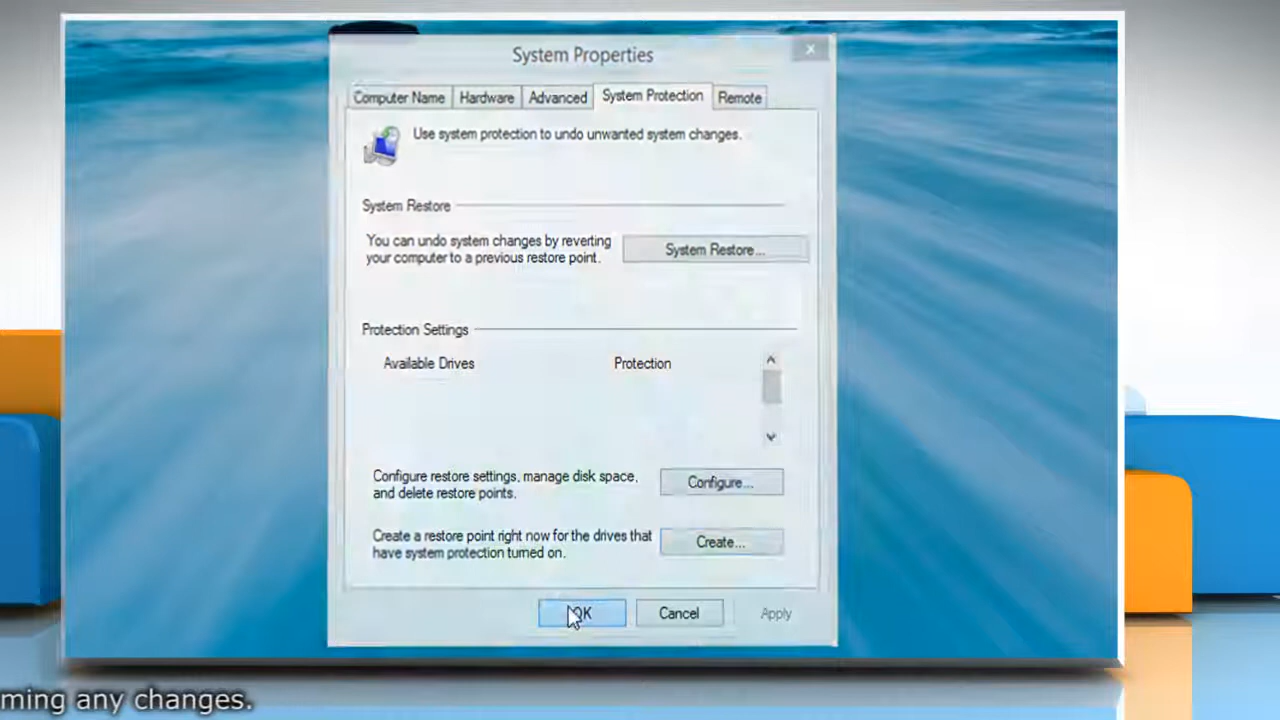 System Properties
Computer Name Hardware Advanced System Protection Remote
Use system protection to undo unwanted system changes.
System Restore
You can undo system changes by reverting
your computer to a previous restore point.
System Restore...
Protection Settings
Available Drives Protection
Configure restore settings, manage disk space,
and delete restore points.
Configure...
Create a restore point right now for the drives that
have system protection turned on.
Create...
OK Cancel Apply
ming any changes.